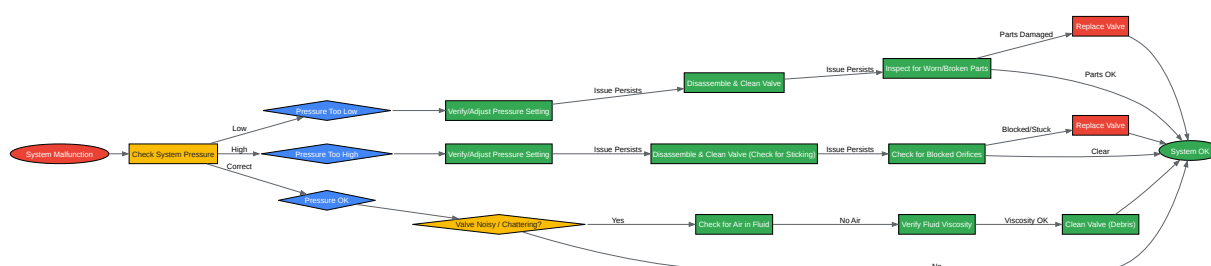 Replace Valve
Parts Damaged
Issue Persists
Inspect for Worn/Broken Parts
Parts OK
Disassemble & Clean Valve
Issue Persists
Pressure Too Low
Verify/Adjust Pressure Setting
Low
Replace Valve
Blocked/Stuck
System Malfunction
Check System Pressure
High
Pressure Too High
Verify/Adjust Pressure Setting
Issue Persists
Disassemble & Clean Valve (Check for Sticking)
Issue Persists
Check for Blocked Orifices
Clear
System OK
Correct
Pressure OK
Valve Noisy / Chattering?
Yes
Check for Air in Fluid
No Air
Verify Fluid Viscosity
Viscosity OK
Clean Valve (Debris)